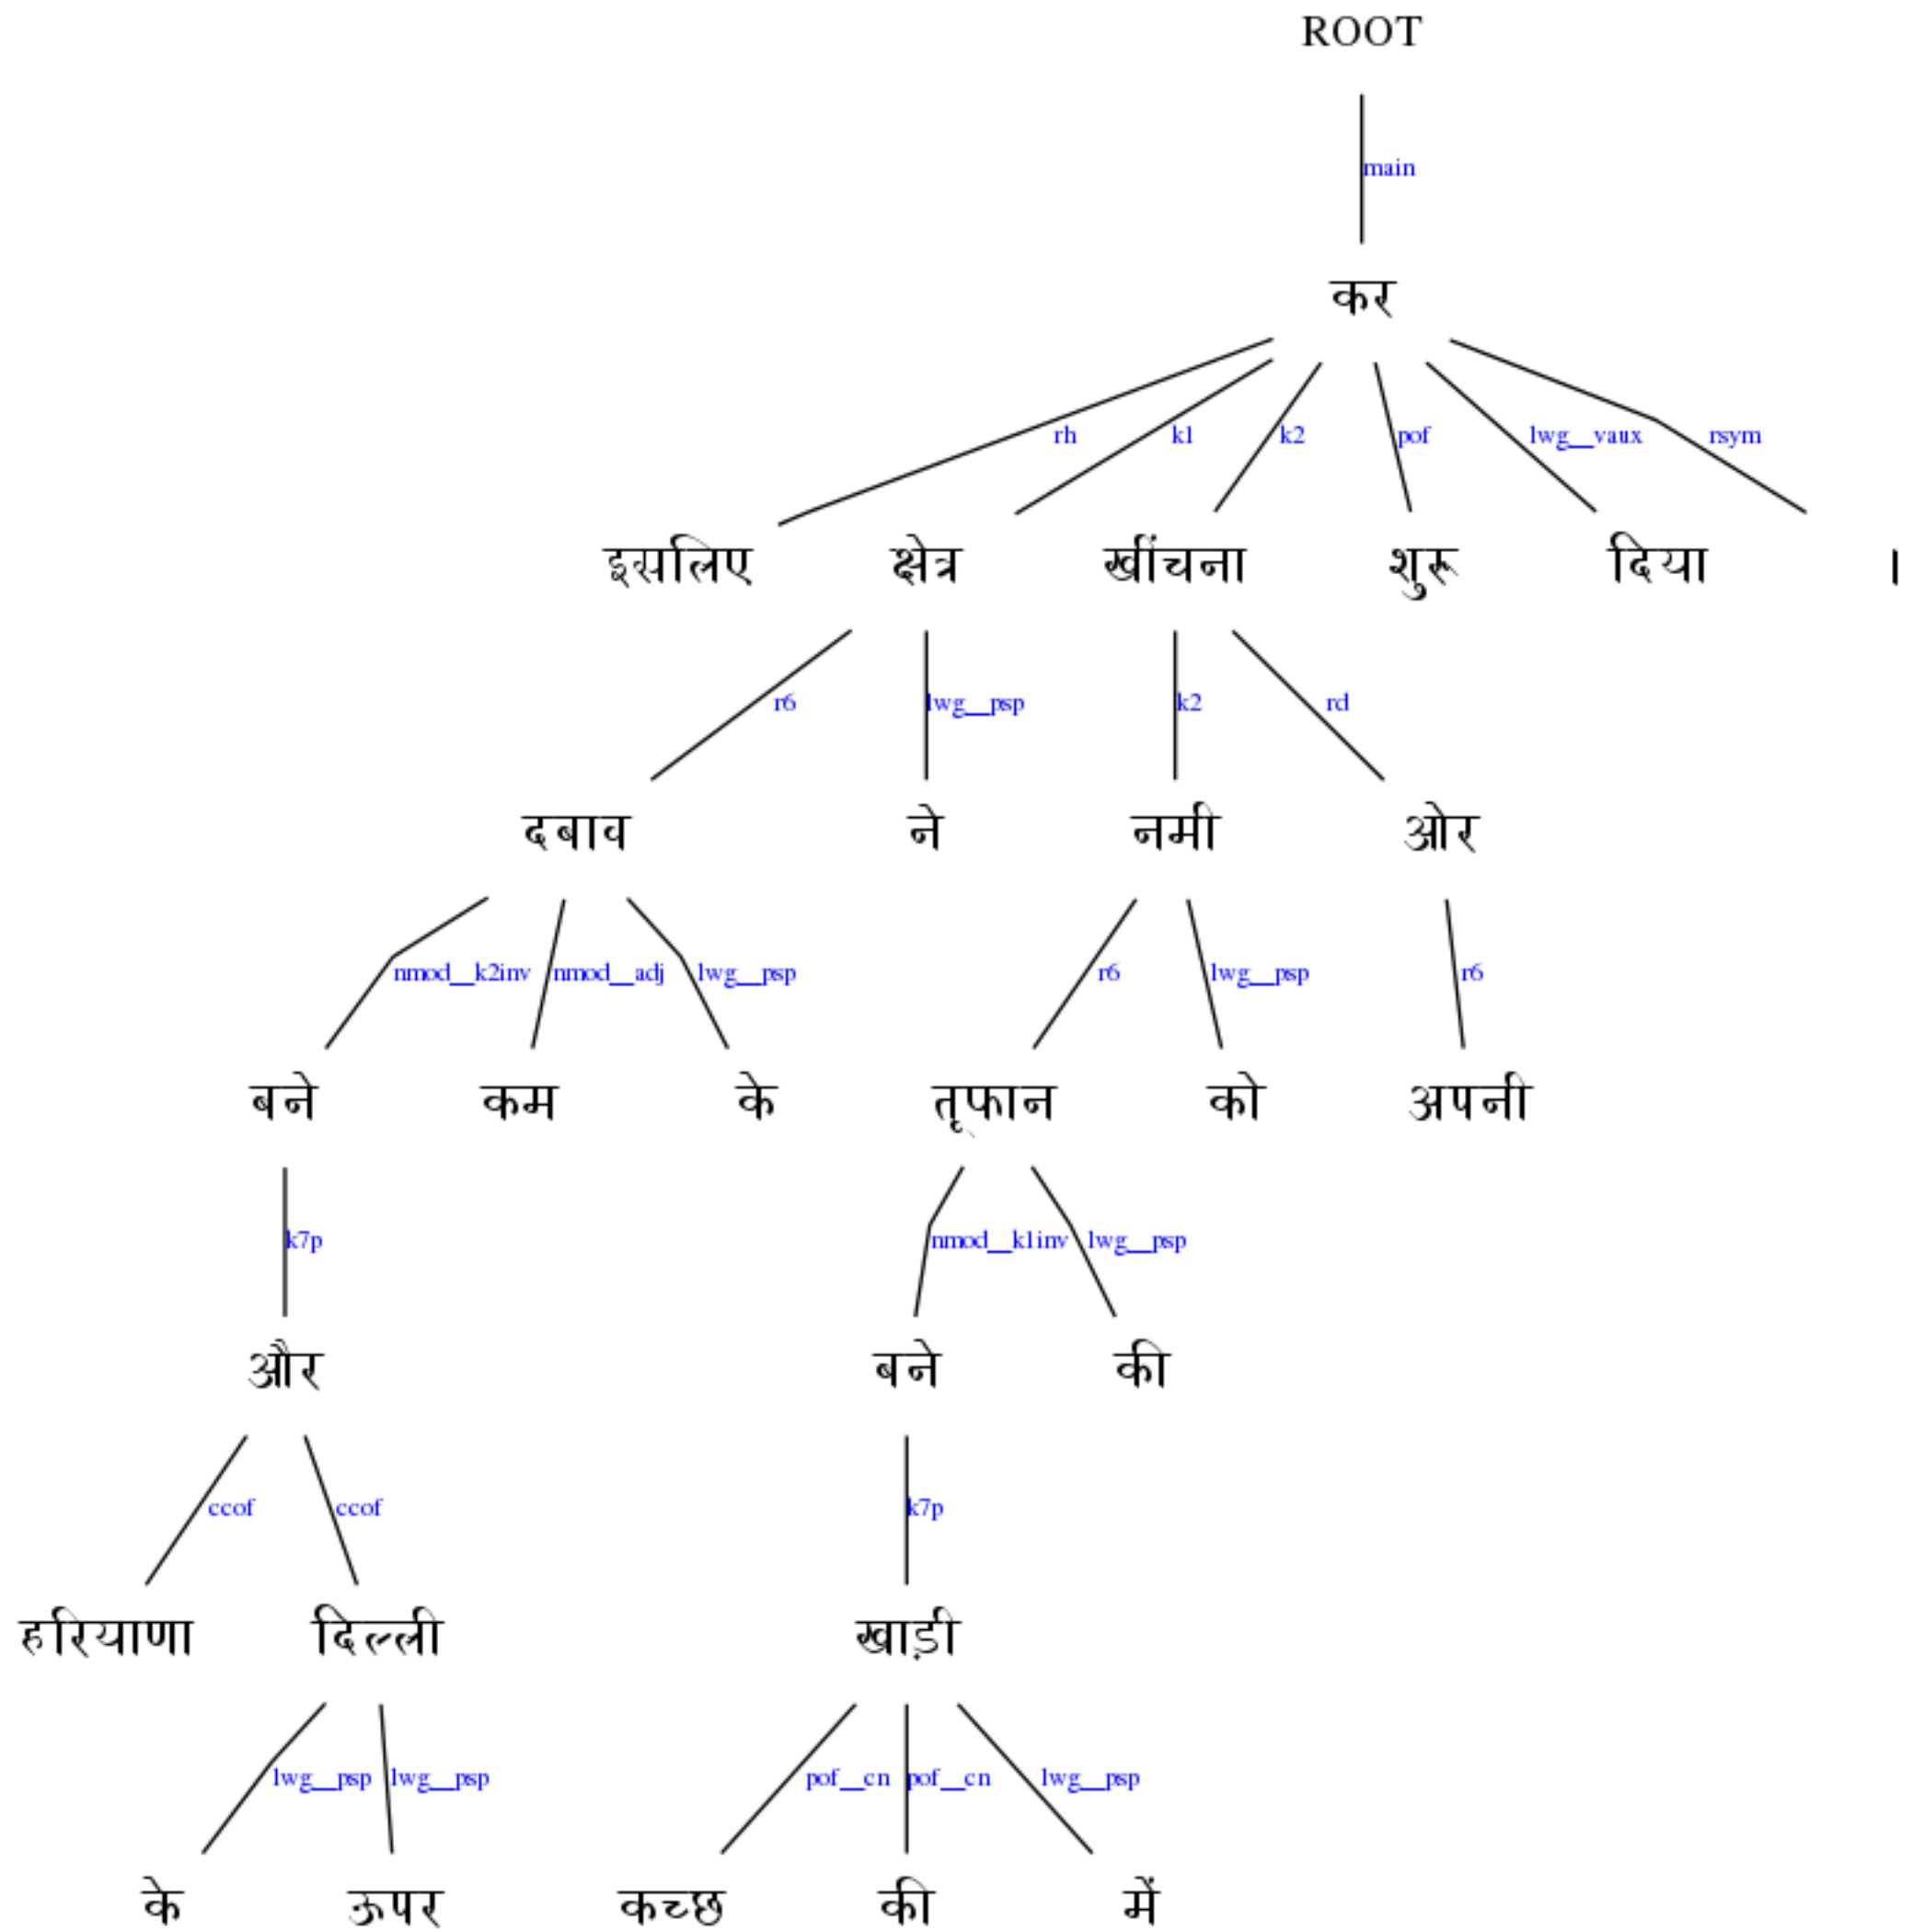 ROOT
main
कर
rh k1 k2 pof lwg__vaux rsym
इसलिए क्षेत्र खींचना शुरू दिया ।
r6 lwg__psp k2 rd
दबाव ने नमी ओर
nmod__k2inv nmod__adj lwg__psp r6 lwg__psp r6
बने कम के तूफान को अपनी
k7p nmod__k1inv lwg__psp
और बने की
ccof ccof k7p
हरियाणा दिल्ली खाड़ी
lwg__psp lwg__psp pof__cn pof__cn lwg__psp
के ऊपर कच्छ की में